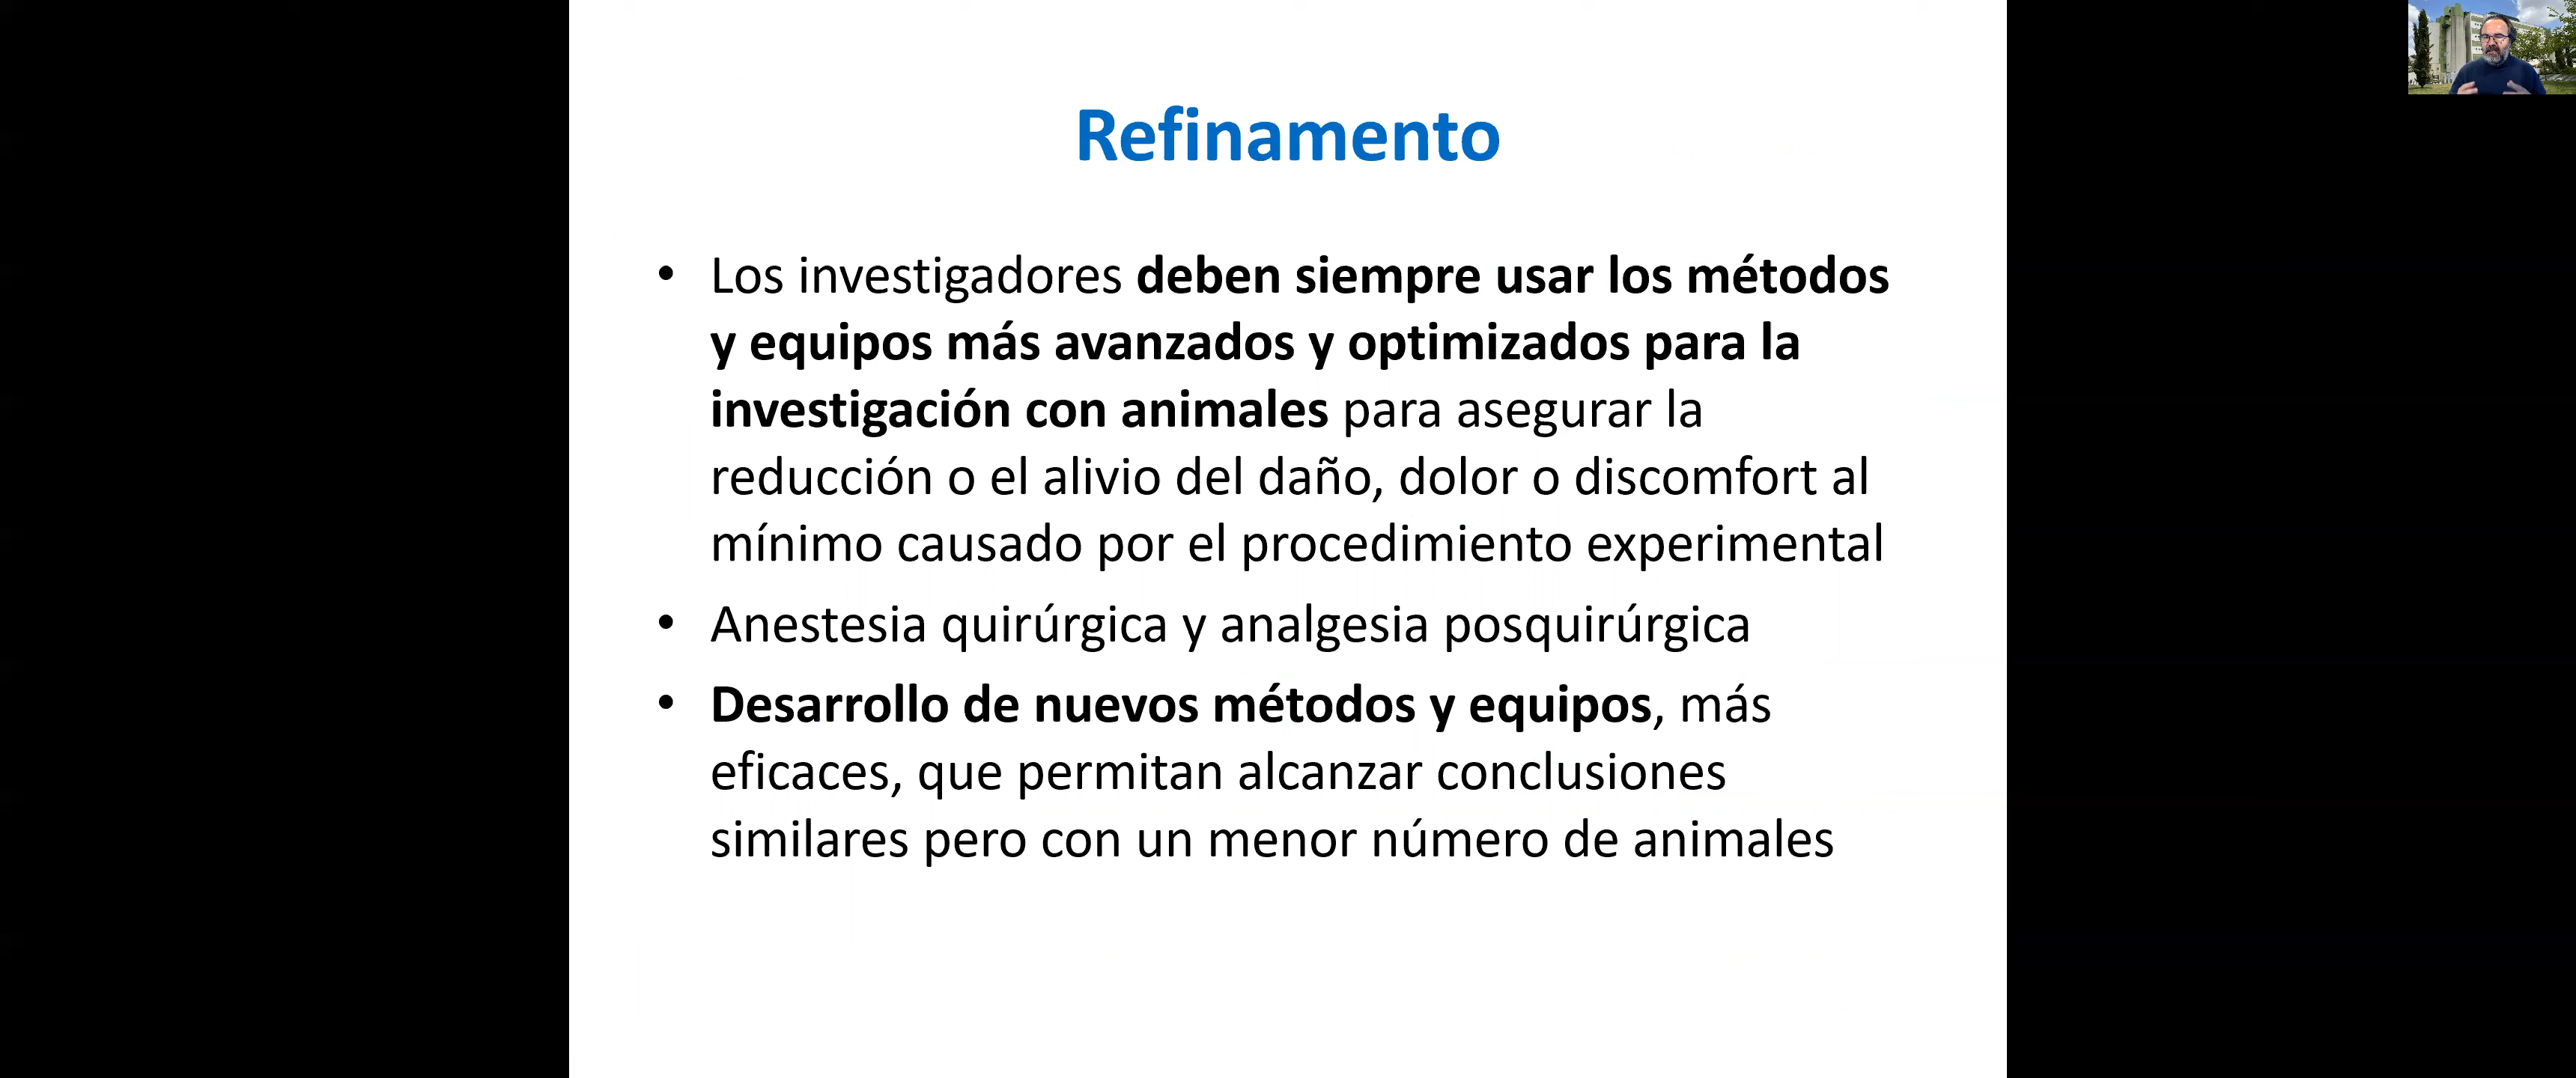 Refinamento
• Los investigadores deben siempre usar los métodos
y equipos más avanzados y optimizados para la
investigación con animales para asegurar la
reducción o el alivio del daño, dolor o discomfort al
mínimo causado por el procedimiento experimental
• Anestesia quirúrgica y analgesia posquirúrgica
• Desarrollo de nuevos métodos y equipos, más
eficaces, que permitan alcanzar conclusiones
similares pero con un menor número de animales